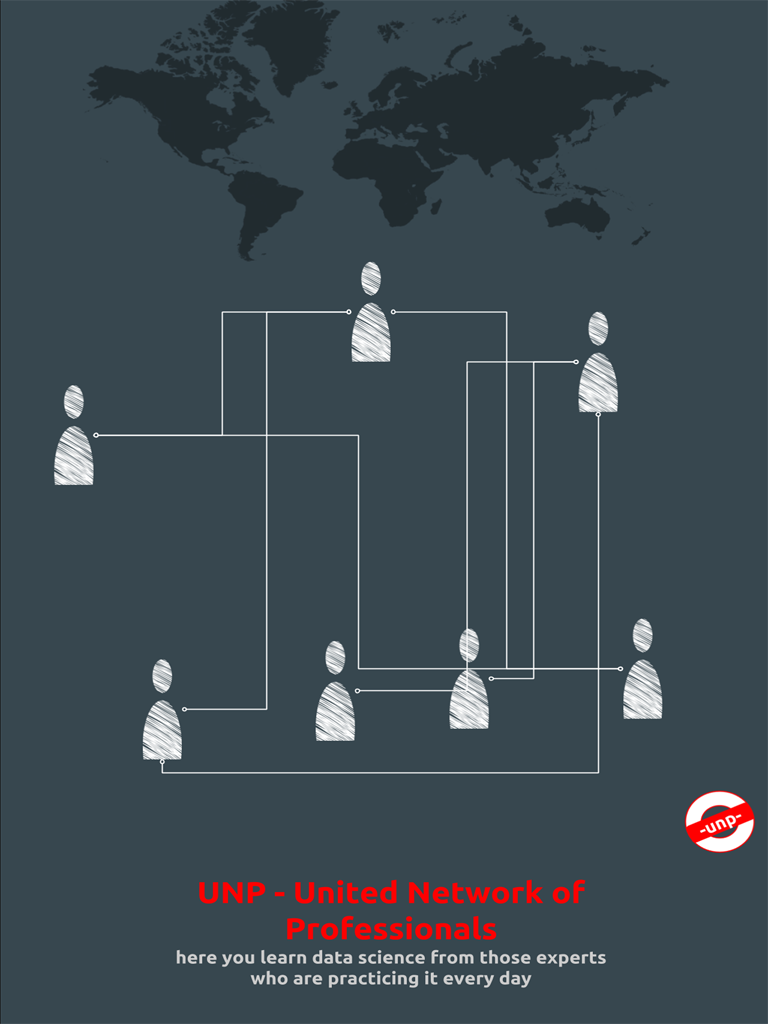 -unp-
UNP - United Network of
Professionals
here you learn data science from those experts
who are practicing it every day